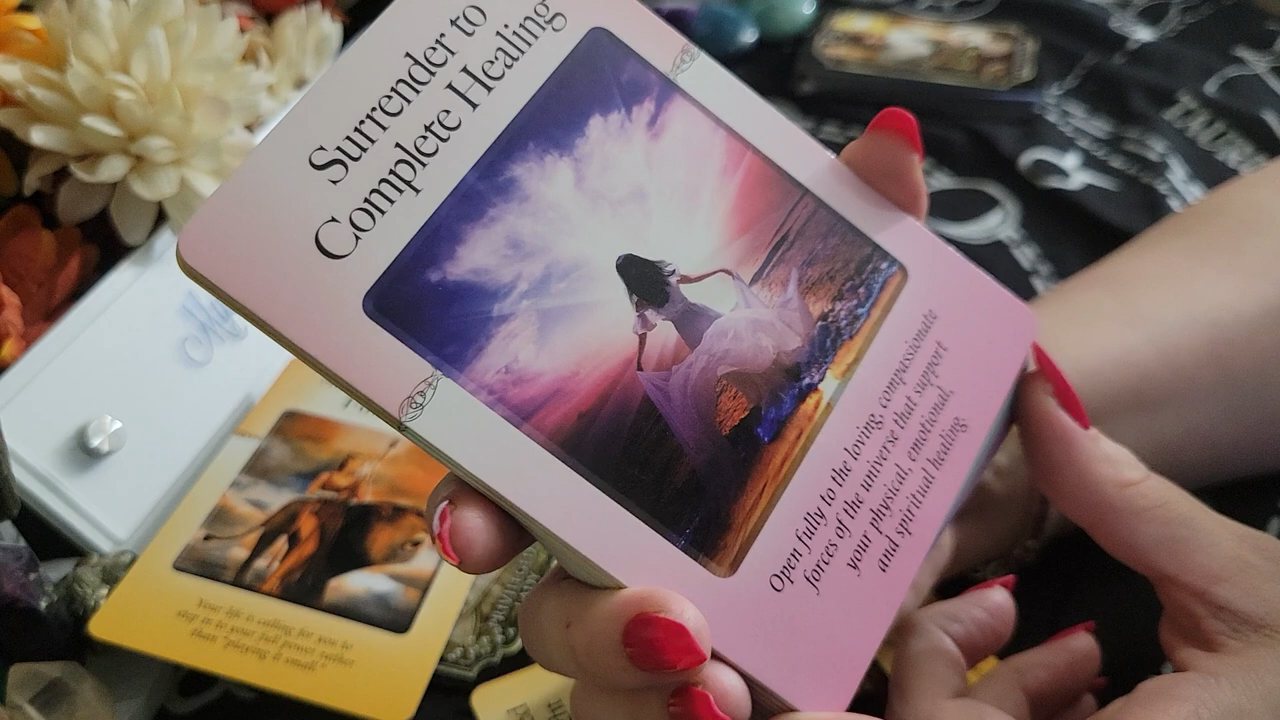 Surrender to
Complete Healing
Open fully to the loving, compassionate
forces of the universe that support
your physical, emotional,
and spiritual healing.
Your life is calling for you to
step in to your full power rather
than "playing it small."